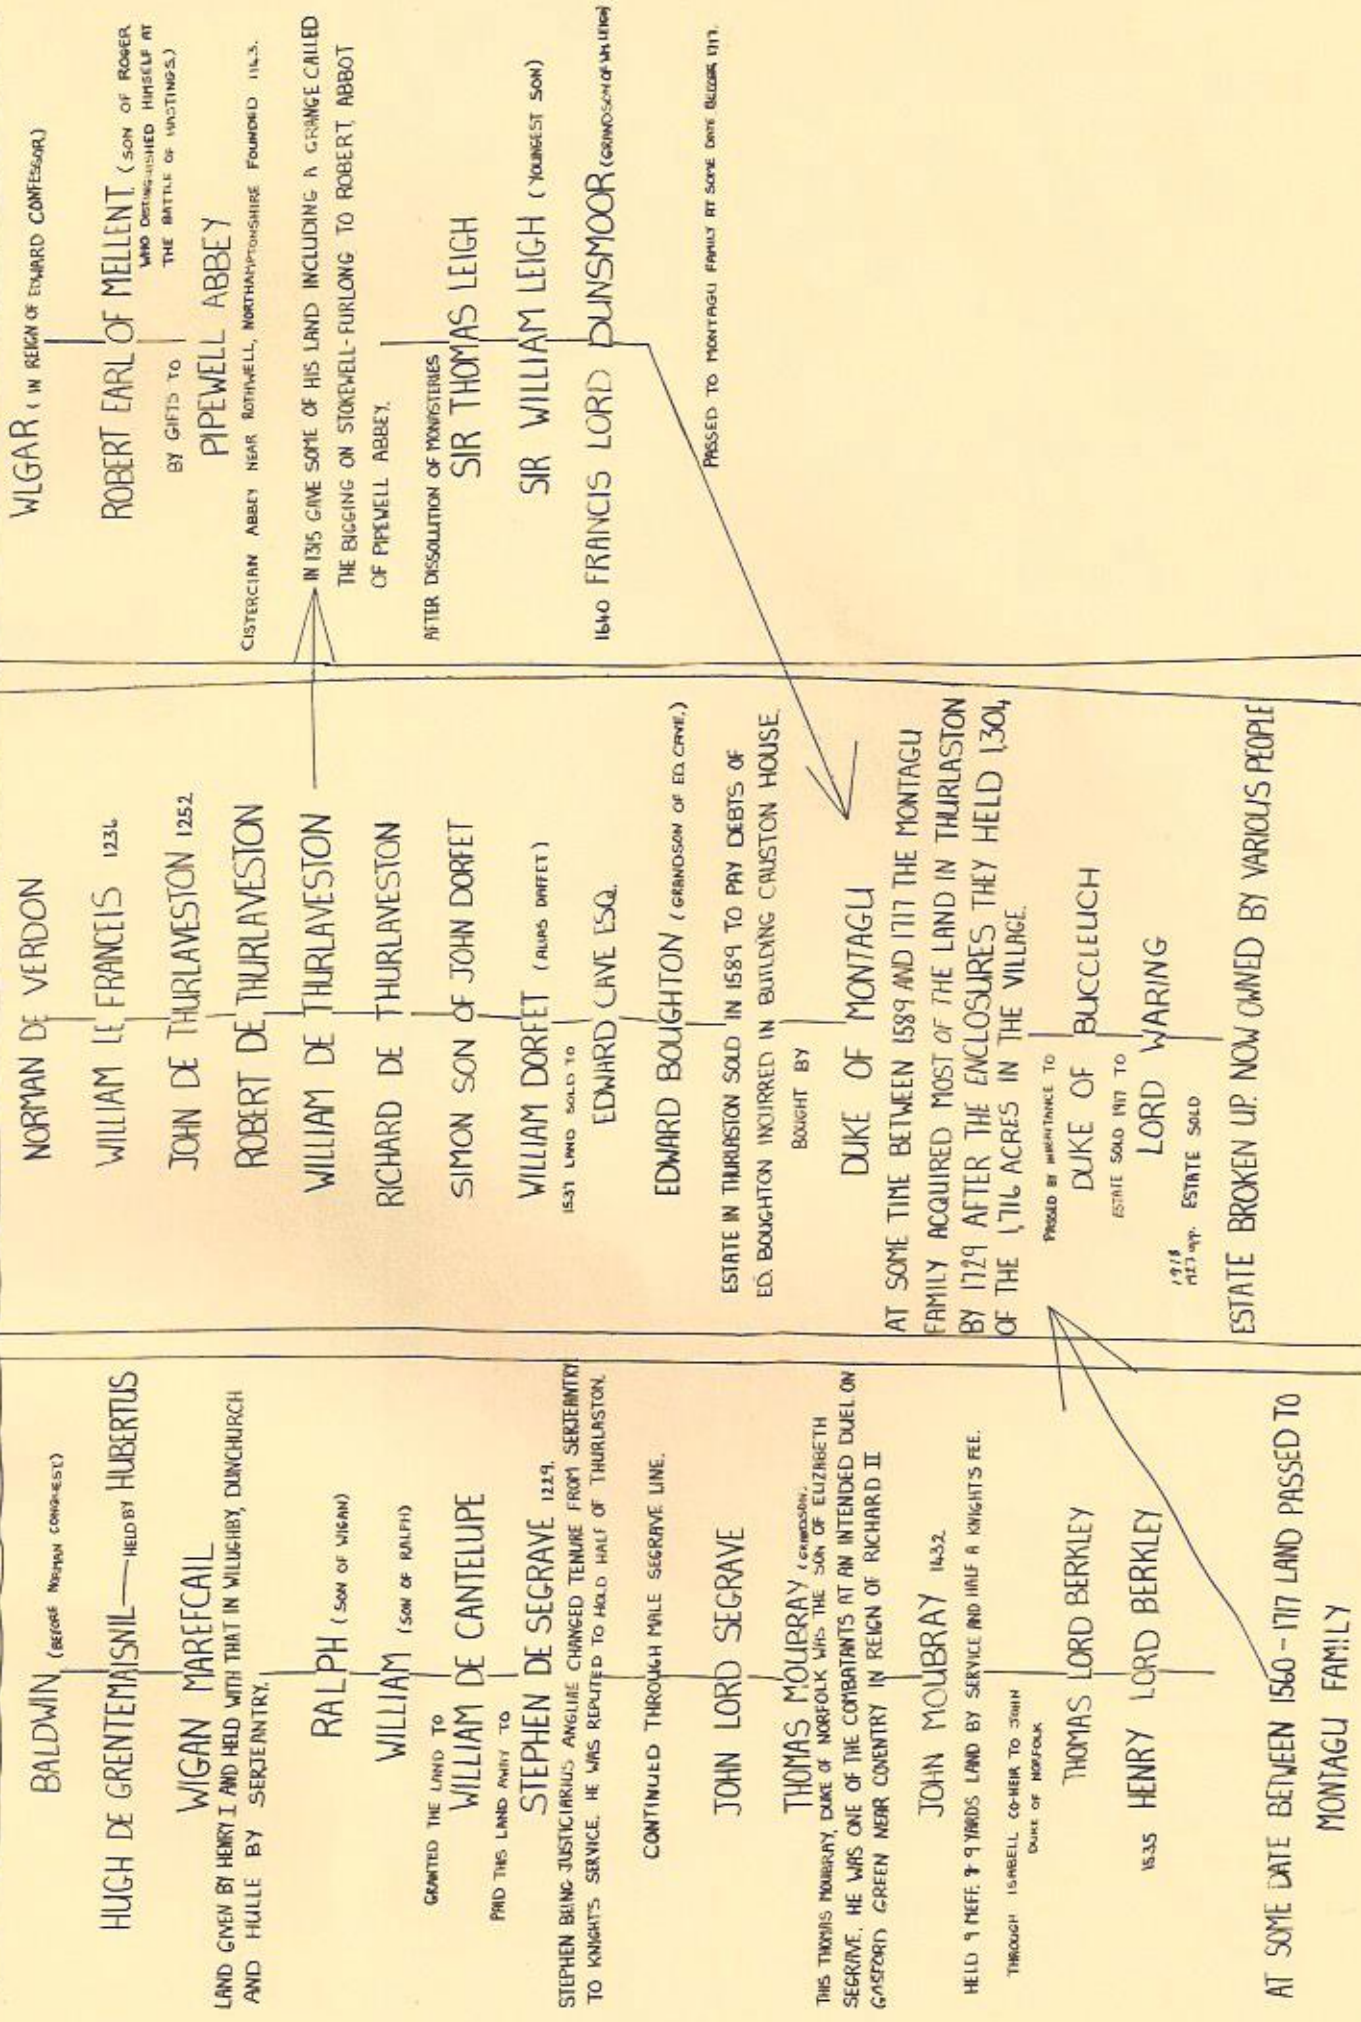 BALDWIN (BEFORE NORMAN CONQUEST)
HUGH DE GRENTEMAISNIL — HELD BY HUBERTUS
WIGAN MAREFCAIL
LAND GIVEN BY HENRY I AND HELD WITH THAT IN WILUGHBY, DUNCHURCH
AND HULLE BY SERJEANTRY.
RALPH (SON OF WIGAN)
WILLIAM (SON OF RALPH)
GRANTED THE LAND TO
WILLIAM DE CANTELUPE
PAID THIS LAND AWAY TO
STEPHEN DE SEGRAVE 1229.
STEPHEN BEING JUSTICIARIUS ANGLIAE CHANGED TENURE FROM SERJEANTRY
TO KNIGHT'S SERVICE. HE WAS REPUTED TO HOLD HALF OF THURLASTON.
CONTINUED THROUGH MALE SEGRAVE LINE.
JOHN LORD SEGRAVE
THOMAS MOUBRAY (GRANDSON)
THIS THOMAS MOUBRAY, DUKE OF NORFOLK WAS THE SON OF ELIZABETH
SEGRAVE. HE WAS ONE OF THE COMBATANTS AT AN INTENDED DUEL ON
GOSFORD GREEN NEAR COVENTRY IN REIGN OF RICHARD II
JOHN MOUBRAY 1432
HELD 9 MEFF. & 9 YARDS LAND BY SERVICE AND HALF A KNIGHTS FEE.
THROUGH ISABELL CO-HEIR TO JOHN
DUKE OF NORFOLK
THOMAS LORD BERKLEY
1535 HENRY LORD BERKLEY
AT SOME DATE BETWEEN 1560 - 1717 LAND PASSED TO
MONTAGU FAMILY
NORMAN DE VERDON
WILLIAM LE FRANCEIS 1236
JOHN DE THURLAVESTON 1252
ROBERT DE THURLAVESTON
WILLIAM DE THURLAVESTON
RICHARD DE THURLAVESTON
SIMON SON OF JOHN DORFET
WILLIAM DORFET (ALIAS DAFFET)
1537 LAND SOLD TO
EDWARD CAVE ESQ.
EDWARD BOUGHTON (GRANDSON OF ED. CAVE.)
ESTATE IN THURLASTON SOLD IN 1589 TO PAY DEBTS OF
ED. BOUGHTON INCURRED IN BUILDING CAUSTON HOUSE.
BOUGHT BY
DUKE OF MONTAGU
AT SOME TIME BETWEEN 1589 AND 1717 THE MONTAGU
FAMILY ACQUIRED MOST OF THE LAND IN THURLASTON
BY 1729 AFTER THE ENCLOSURES THEY HELD 1,304
OF THE 1,716 ACRES IN THE VILLAGE.
PASSED BY INHERITANCE TO
DUKE OF BUCCLEUCH
ESTATE SOLD 1917 TO
LORD WARING
1918
ESTATE SOLD
ESTATE BROKEN UP. NOW OWNED BY VARIOUS PEOPLE
WLGAR (IN REIGN OF EDWARD CONFESSOR)
ROBERT EARL OF MELLENT. (SON OF ROGER
WHO DISTINGUISHED HIMSELF AT
THE BATTLE OF HASTINGS.)
BY GIFTS TO
PIPEWELL ABBEY
CISTERCIAN ABBEY NEAR ROTHWELL, NORTHAMPTONSHIRE FOUNDED 1143.
IN 1315 GAVE SOME OF HIS LAND INCLUDING A GRANGE CALLED
THE BIGGING ON STOKEWELL-FURLONG TO ROBERT, ABBOT
OF PIPEWELL ABBEY.
AFTER DISSOLUTION OF MONASTERIES
SIR THOMAS LEIGH
SIR WILLIAM LEIGH (YOUNGEST SON)
1640 FRANCIS LORD DUNSMOOR (GRANDSON OF WM LEIGH)
PASSED TO MONTAGU FAMILY AT SOME DATE BEFORE 1717.